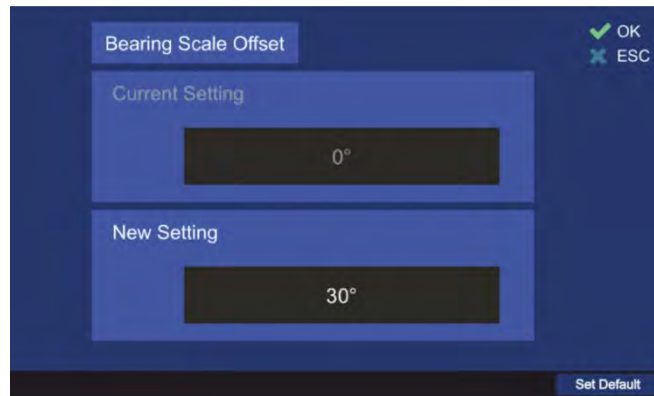 Bearing Scale Offset
OK
ESC
Current Setting
0°
New Setting
30°
Set Default